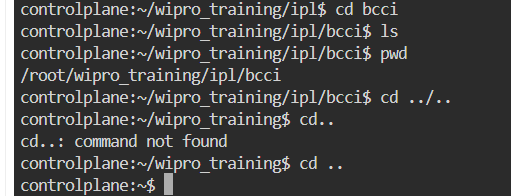 controlplane:~/wipro_training/ipl$ cd bcci
controlplane:~/wipro_training/ipl/bcci$ ls
controlplane:~/wipro_training/ipl/bcci$ pwd
/root/wipro_training/ipl/bcci
controlplane:~/wipro_training/ipl/bcci$ cd ../..
controlplane:~/wipro_training$ cd..
cd..: command not found
controlplane:~/wipro_training$ cd ..
controlplane:~$